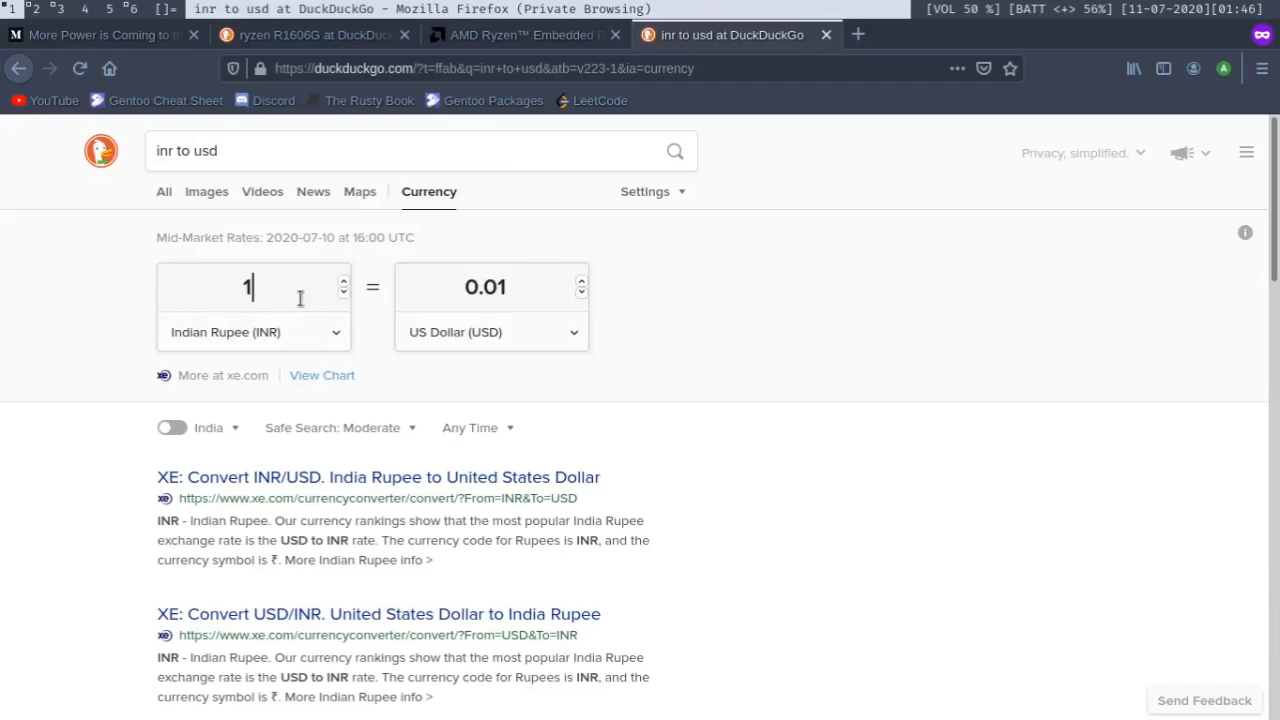 1 2 3 4 5 6 []= inr to usd at DuckDuckGo - Mozilla Firefox (Private Browsing) [VOL 50 %] [BATT <+> 56%] [11-07-2020][01:46]
More Power is Coming to t ryzen R1606G at DuckDuc AMD Ryzen™ Embedded F inr to usd at DuckDuckGo
https://duckduckgo.com/?t=ffab&q=inr+to+usd&atb=v223-1&ia=currency
A
YouTube Gentoo Cheat Sheet Discord The Rusty Book Gentoo Packages LeetCode
inr to usd
Privacy, simplified.
All Images Videos News Maps Currency Settings
Mid-Market Rates: 2020-07-10 at 16:00 UTC
1 = 0.01
Indian Rupee (INR) US Dollar (USD)
xe More at xe.com View Chart
India Safe Search: Moderate Any Time
XE: Convert INR/USD. India Rupee to United States Dollar
xe https://www.xe.com/currencyconverter/convert/?From=INR&To=USD
INR - Indian Rupee. Our currency rankings show that the most popular India Rupee
exchange rate is the USD to INR rate. The currency code for Rupees is INR, and the
currency symbol is ₹. More Indian Rupee info >
XE: Convert USD/INR. United States Dollar to India Rupee
xe https://www.xe.com/currencyconverter/convert/?From=USD&To=INR
INR - Indian Rupee. Our currency rankings show that the most popular India Rupee
exchange rate is the USD to INR rate. The currency code for Rupees is INR, and the
currency symbol is ₹. More Indian Rupee info >
Send Feedback